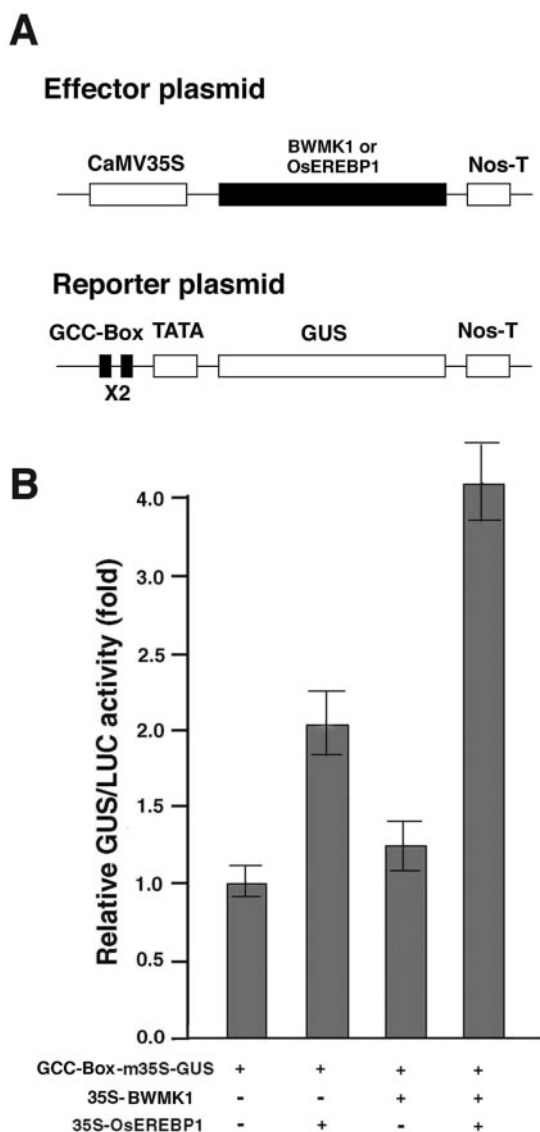 A
Effector plasmid
CaMV35S
BWMK1 or
OsEREBP1
Nos-T
Reporter plasmid
GCC-Box
TATA
GUS
Nos-T
X2
B
Relative GUS/LUC activity (fold)
4.0
3.0
2.5
2.0
1.5
1.0
0.5
0.0
GCC-Box-m35S-GUS + + + +
35S-BWMK1 - - + +
35S-OsEREBP1 - + - +